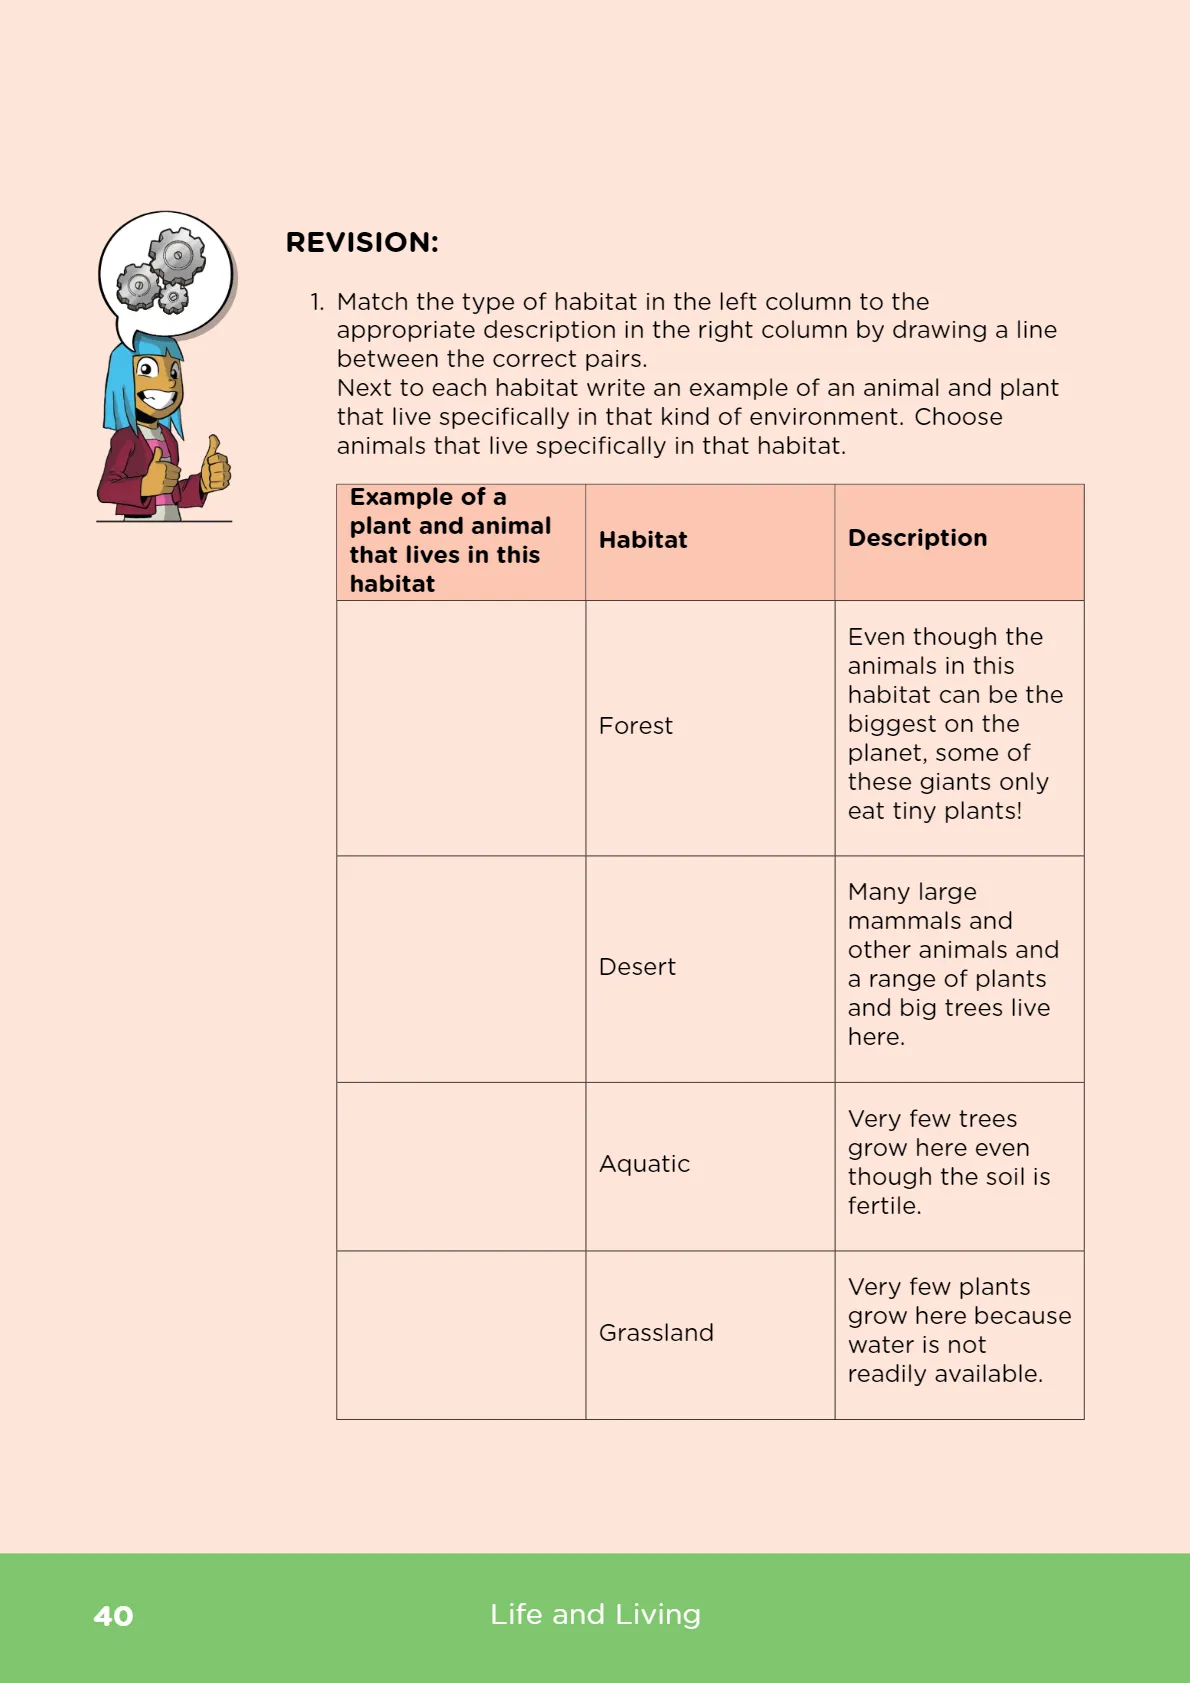 REVISION:
1. Match the type of habitat in the left column to the
appropriate description in the right column by drawing a line
between the correct pairs.
Next to each habitat write an example of an animal and plant
that live specifically in that kind of environment. Choose
animals that live specifically in that habitat.
Example of a
plant and animal
that lives in this
habitat
Habitat
Description
Forest
Even though the
animals in this
habitat can be the
biggest on the
planet, some of
these giants only
eat tiny plants!
Desert
Many large
mammals and
other animals and
a range of plants
and big trees live
here.
Aquatic
Very few trees
grow here even
though the soil is
fertile.
Grassland
Very few plants
grow here because
water is not
readily available.
40
Life and Living